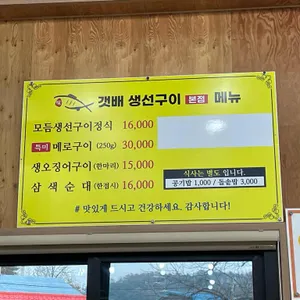 갯배 생선구이 본점 메뉴
모듬생선구이정식 16,000
특미 메로구이 (250g) 30,000
생오징어구이 (한마리) 15,000
삼색순대 (한접시) 16,000
식사는 별도 입니다.
공기밥 1,000 / 돌솥밥 3,000
# 맛있게 드시고 건강하세요. 감사합니다!